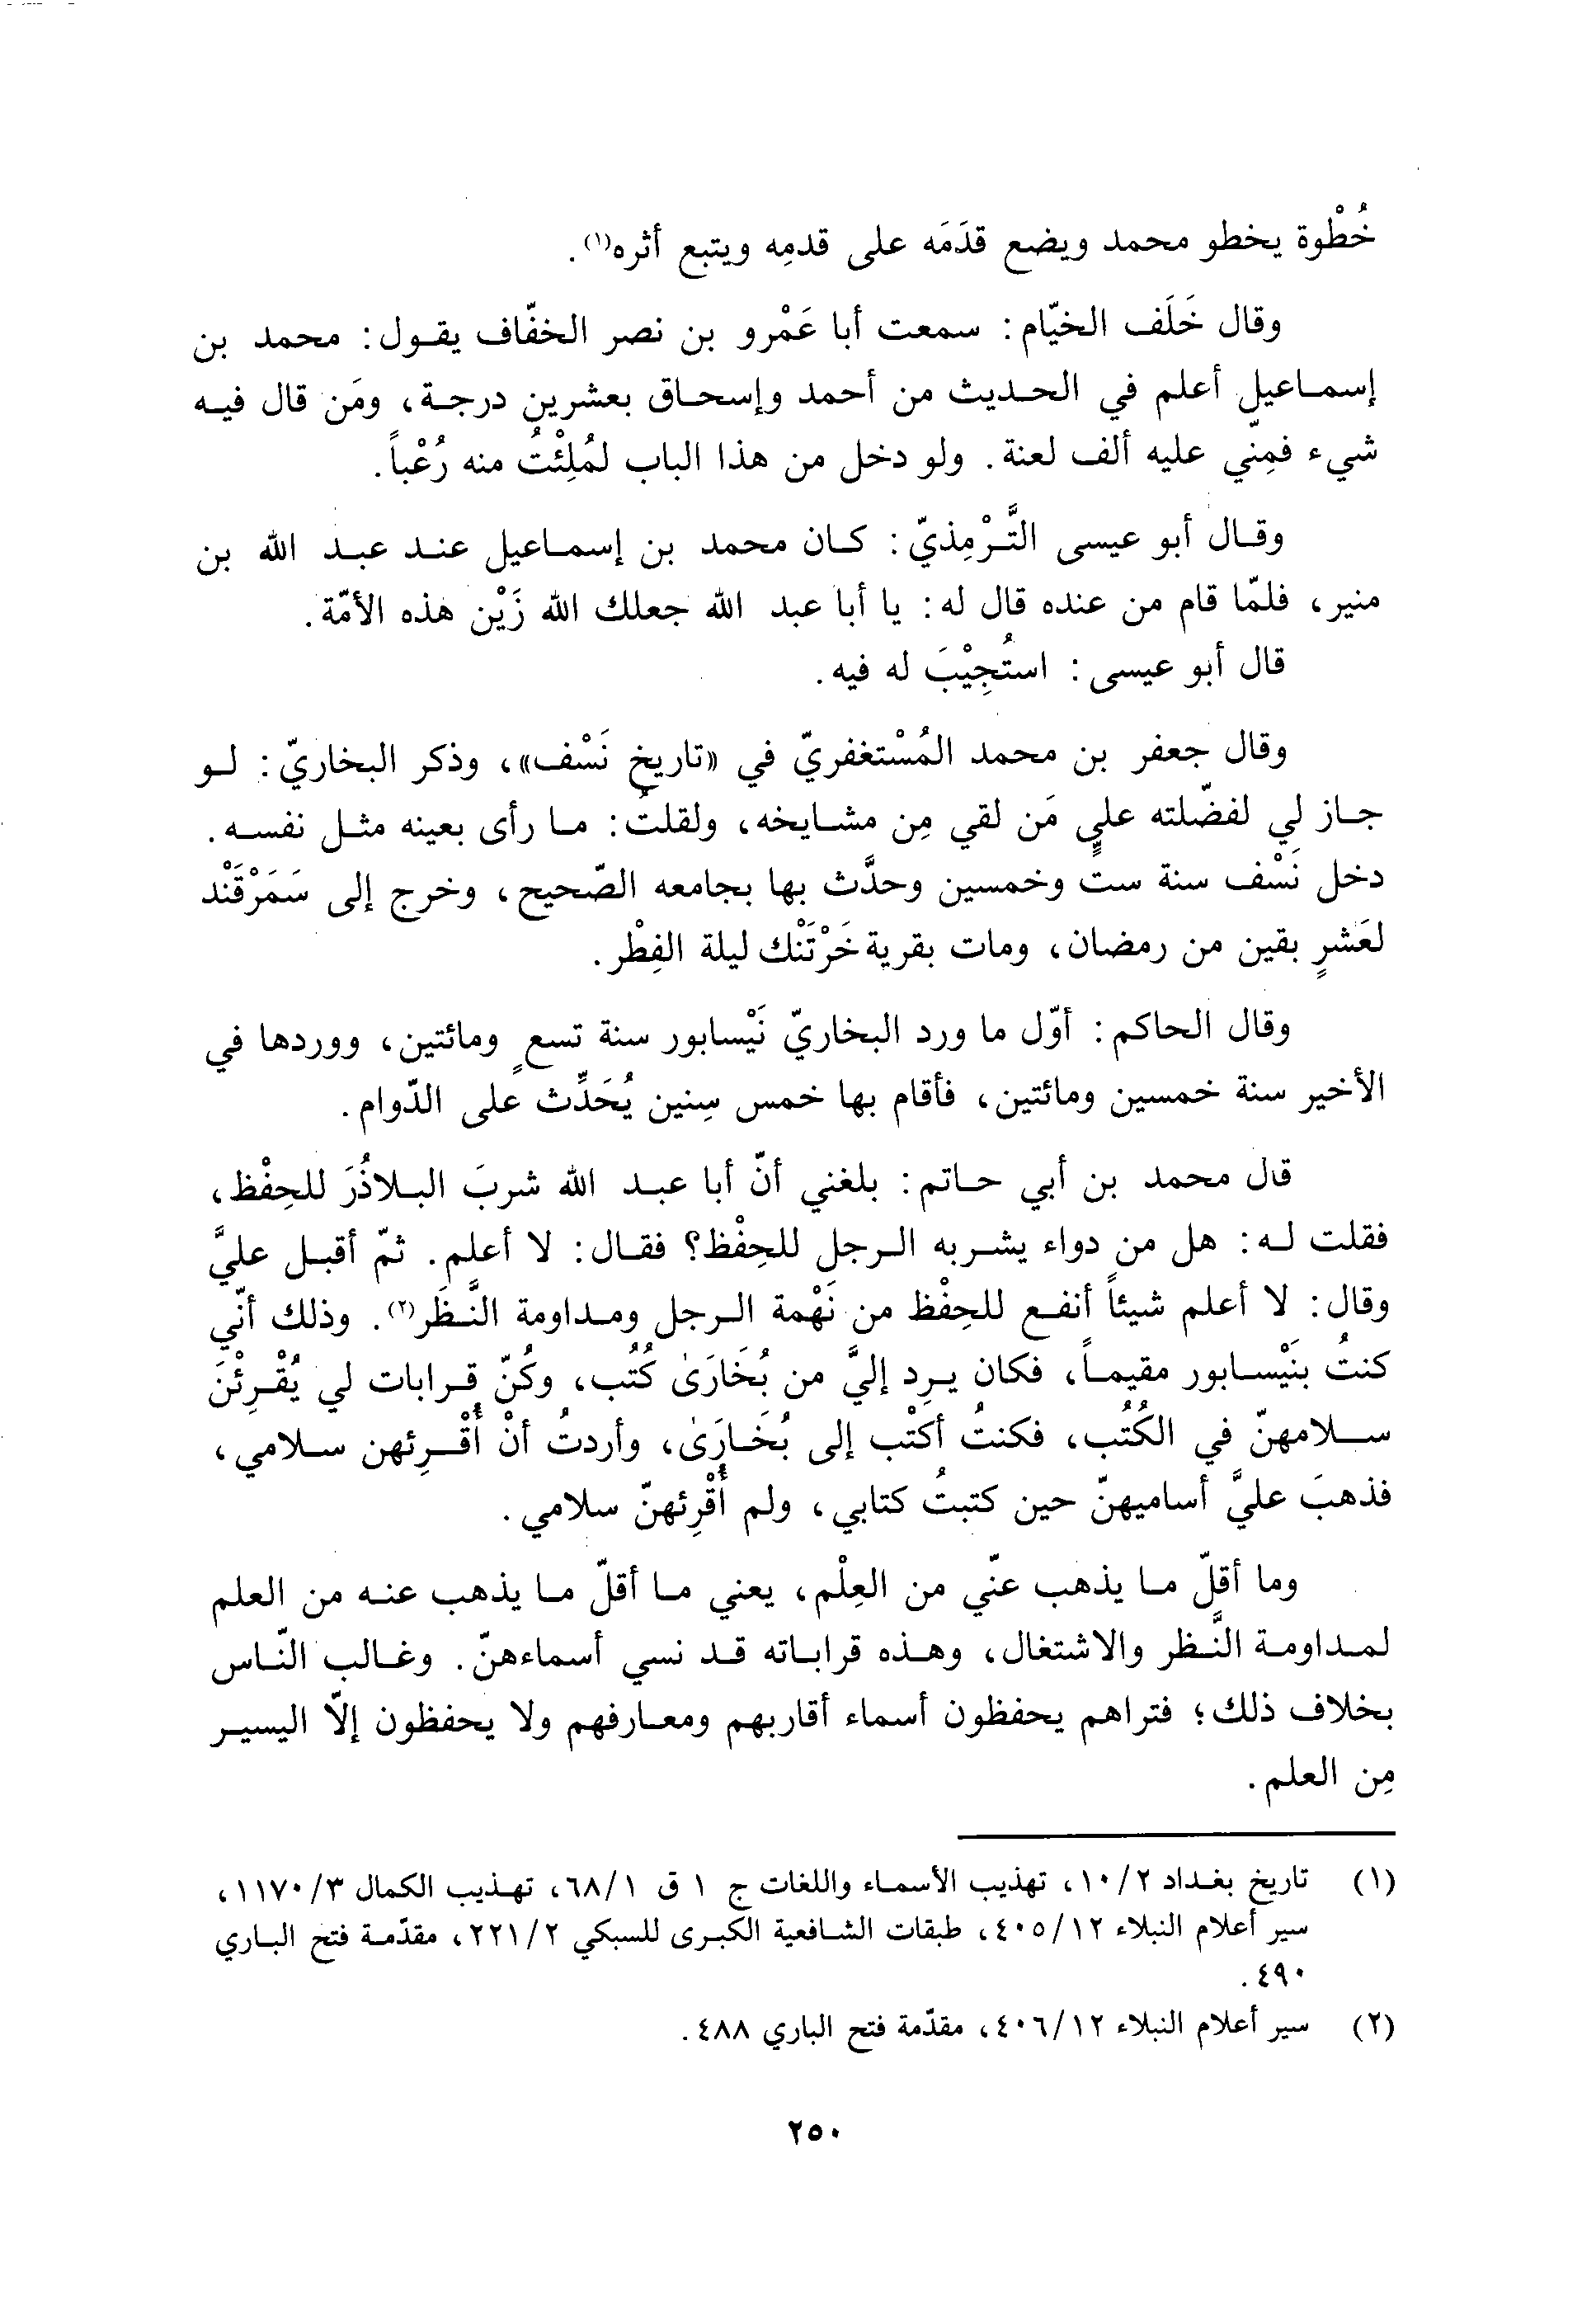 خُطْوة يخطو محمد ويضع قدَمَه على قدمِه ويتبع أثره(١).
وقال خَلَف الخيّام: سمعت أبا عَمْرو بن نصر الخفّاف يقول: محمد بن
إسماعيل أعلم في الحديث من أحمد وإسحاق بعشرين درجة، ومَن قال فيه
شيء فمِنّي عليه ألف لعنة. ولو دخل من هذا الباب لمُلِئْتُ منه رُعْباً.
وقال أبو عيسى التَّرْمِذيّ: كان محمد بن إسماعيل عند عبد الله بن
منير، فلمّا قام من عنده قال له: يا أبا عبد الله جعلك الله زَيْن هذه الأمّة.
قال أبو عيسى: استُجِيْبَ له فيه.
وقال جعفر بن محمد المُسْتغفريّ في «تاريخ نَسْف»، وذكر البخاريّ: لو
جاز لي لفضّلته على مَن لقي مِن مشايخه، ولقلتُ: ما رأى بعينه مثل نفسه.
دخل نَسْف سنة ستٍّ وخمسين وحدَّث بها بجامعه الصّحيح، وخرج إلى سَمَرْقَنْد
لعَشرٍ بقين من رمضان، ومات بقرية خَرْتَنْك ليلة الفِطْر.
وقال الحاكم: أوّل ما ورد البخاريّ نَيْسابور سنة تسعٍ ومائتين، ووردها في
الأخير سنة خمسين ومائتين، فأقام بها خمس سِنين يُحَدِّث على الدّوام.
قال محمد بن أبي حاتم: بلغني أنّ أبا عبد الله شربَ البلاذُرَ للحِفْظ،
فقلت له: هل من دواء يشربه الرجل للحِفْظ؟ فقال: لا أعلم. ثمّ أقبل عليَّ
وقال: لا أعلم شيئاً أنفع للحِفْظ من نَهْمة الرجل ومداومة النَّظَر(٢). وذلك أنّي
كنتُ بنَيْسابور مقيماً، فكان يرِد إليَّ من بُخَارَىٰ كُتُب، وكُنّ قرابات لي يُقْرِئْنَ
سلامهنّ في الكُتُب، فكنتُ أكتْب إلى بُخَارَىٰ، وأردتُ أنْ أُقْرِئهن سلامي،
فذهبَ عليَّ أساميهنّ حين كتبتُ كتابي، ولم أُقْرِئهنّ سلامي.
وما أقلّ ما يذهب عنّي من العِلْم، يعني ما أقلّ ما يذهب عنه من العلم
لمداومة النَّظر والاشتغال، وهذه قراباته قد نسي أسماءهنّ. وغالب النّاس
بخلاف ذلك؛ فتراهم يحفظون أسماء أقاربهم ومعارفهم ولا يحفظون إلّا اليسير
مِن العلم.
(١) تاريخ بغداد ١٠/٢، تهذيب الأسماء واللغات ج ١ ق ٦٨/١، تهذيب الكمال ١١٧٠/٣،
سير أعلام النبلاء ٤٠٥/١٢، طبقات الشافعية الكبرى للسبكي ٢٢١/٢، مقدّمة فتح الباري
٤٩٠.
(٢) سير أعلام النبلاء ٤٠٦/١٢، مقدّمة فتح الباري ٤٨٨.
٢٥٠